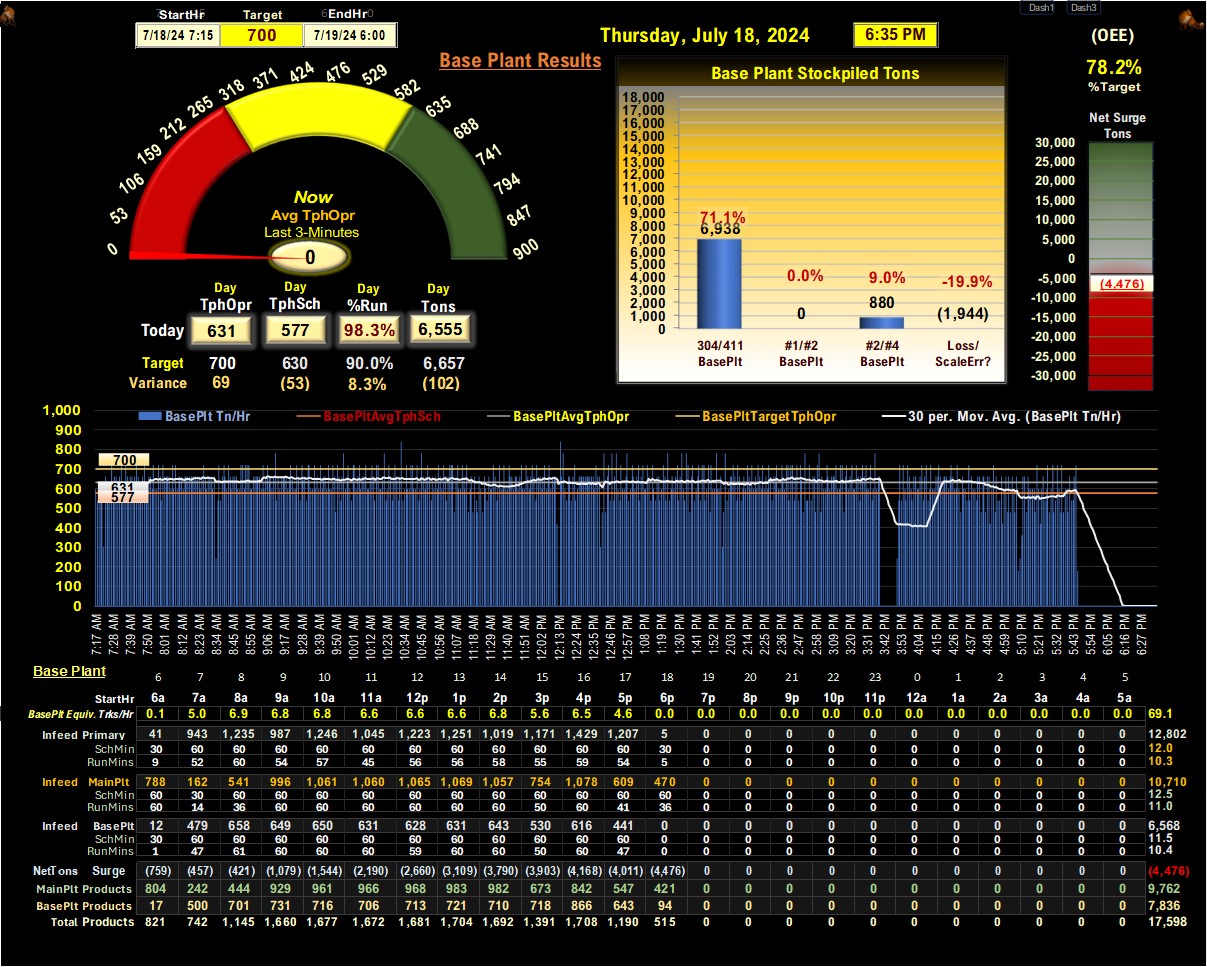 Dash1 Dash3
StartHr Target EndHr
7/18/24 7:15 700 7/19/24 6:00
Thursday, July 18, 2024 6:35 PM
(OEE)
78.2%
%Target
Base Plant Results
0 53 106 159 212 265 318 371 424 476 529 582 635 688 741 794 847 900
Now
Avg TphOpr
Last 3-Minutes
0
Day Day Day Day
TphOpr TphSch %Run Tons
Today 631 577 98.3% 6,555
Target 700 630 90.0% 6,657
Variance 69 (53) 8.3% (102)
Base Plant Stockpiled Tons
18,000
17,000
16,000
15,000
14,000
13,000
12,000
11,000
10,000
9,000
8,000
7,000
6,000
5,000
4,000
3,000
2,000
1,000
0
71.1% 0.0% 9.0% -19.9%
6,938 0 880 (1,944)
304/411 #1/#2 #2/#4 Loss/
BasePlt BasePlt BasePlt ScaleErr?
Net Surge
Tons
30,000
25,000
20,000
15,000
10,000
5,000
0
-5,000
(4,476)
-10,000
-15,000
-20,000
-25,000
-30,000
BasePlt Tn/Hr BasePltAvgTphSch BasePltAvgTphOpr BasePltTargetTphOpr 30 per. Mov. Avg. (BasePlt Tn/Hr)
1,000
900
800
700
600
500
400
300
200
100
0
700
631
577
7:17 AM 7:28 AM 7:39 AM 7:50 AM 8:01 AM 8:12 AM 8:23 AM 8:34 AM 8:45 AM 8:55 AM 9:06 AM 9:17 AM 9:28 AM 9:39 AM 9:50 AM 10:01 AM 10:12 AM 10:23 AM 10:34 AM 10:45 AM 10:56 AM 11:07 AM 11:18 AM 11:29 AM 11:40 AM 11:51 AM 12:02 PM 12:13 PM 12:24 PM 12:35 PM 12:46 PM 12:57 PM 1:08 PM 1:19 PM 1:30 PM 1:41 PM 1:52 PM 2:03 PM 2:14 PM 2:25 PM 2:36 PM 2:47 PM 2:58 PM 3:09 PM 3:20 PM 3:31 PM 3:42 PM 3:53 PM 4:04 PM 4:15 PM 4:26 PM 4:37 PM 4:48 PM 4:59 PM 5:10 PM 5:21 PM 5:32 PM 5:43 PM 5:54 PM 6:05 PM 6:16 PM 6:27 PM
Base Plant 6 7 8 9 10 11 12 13 14 15 16 17 18 19 20 21 22 23 0 1 2 3 4 5
StartHr 6a 7a 8a 9a 10a 11a 12p 1p 2p 3p 4p 5p 6p 7p 8p 9p 10p 11p 12a 1a 2a 3a 4a 5a
BasePlt Equiv. Trks/Hr 0.1 5.0 6.9 6.8 6.8 6.6 6.6 6.6 6.8 5.6 6.5 4.6 0.0 0.0 0.0 0.0 0.0 0.0 0.0 0.0 0.0 0.0 0.0 0.0 69.1
Infeed Primary 41 943 1,235 987 1,246 1,045 1,223 1,251 1,019 1,171 1,429 1,207 5 0 0 0 0 0 0 0 0 0 0 0 12,802
SchMin 30 60 60 60 60 60 60 60 60 60 60 60 30 0 0 0 0 0 0 0 0 0 0 0 12.0
RunMins 9 52 60 54 57 45 56 56 58 55 59 54 5 0 0 0 0 0 0 0 0 0 0 0 10.3
Infeed MainPlt 788 162 541 996 1,061 1,060 1,065 1,069 1,057 754 1,078 609 470 0 0 0 0 0 0 0 0 0 0 0 10,710
SchMin 60 30 60 60 60 60 60 60 60 60 60 60 60 0 0 0 0 0 0 0 0 0 0 0 12.5
RunMins 60 14 36 60 60 60 60 60 60 50 60 41 36 0 0 0 0 0 0 0 0 0 0 0 11.0
Infeed BasePlt 12 479 658 649 650 631 628 631 643 530 616 441 0 0 0 0 0 0 0 0 0 0 0 0 6,568
SchMin 30 60 60 60 60 60 60 60 60 60 60 60 0 0 0 0 0 0 0 0 0 0 0 0 11.5
RunMins 1 47 61 60 60 60 59 60 60 50 60 47 0 0 0 0 0 0 0 0 0 0 0 0 10.4
NetTons Surge (759) (457) (421) (1,079) (1,544) (2,190) (2,660) (3,109) (3,790) (3,903) (4,168) (4,011) (4,476) 0 0 0 0 0 0 0 0 0 0 0 (4,476)
MainPlt Products 804 242 444 929 961 966 968 983 982 673 842 547 421 0 0 0 0 0 0 0 0 0 0 0 9,762
BasePlt Products 17 500 701 731 716 706 713 721 710 718 866 643 94 0 0 0 0 0 0 0 0 0 0 0 7,836
Total Products 821 742 1,145 1,660 1,677 1,672 1,681 1,704 1,692 1,391 1,708 1,190 515 0 0 0 0 0 0 0 0 0 0 0 17,598